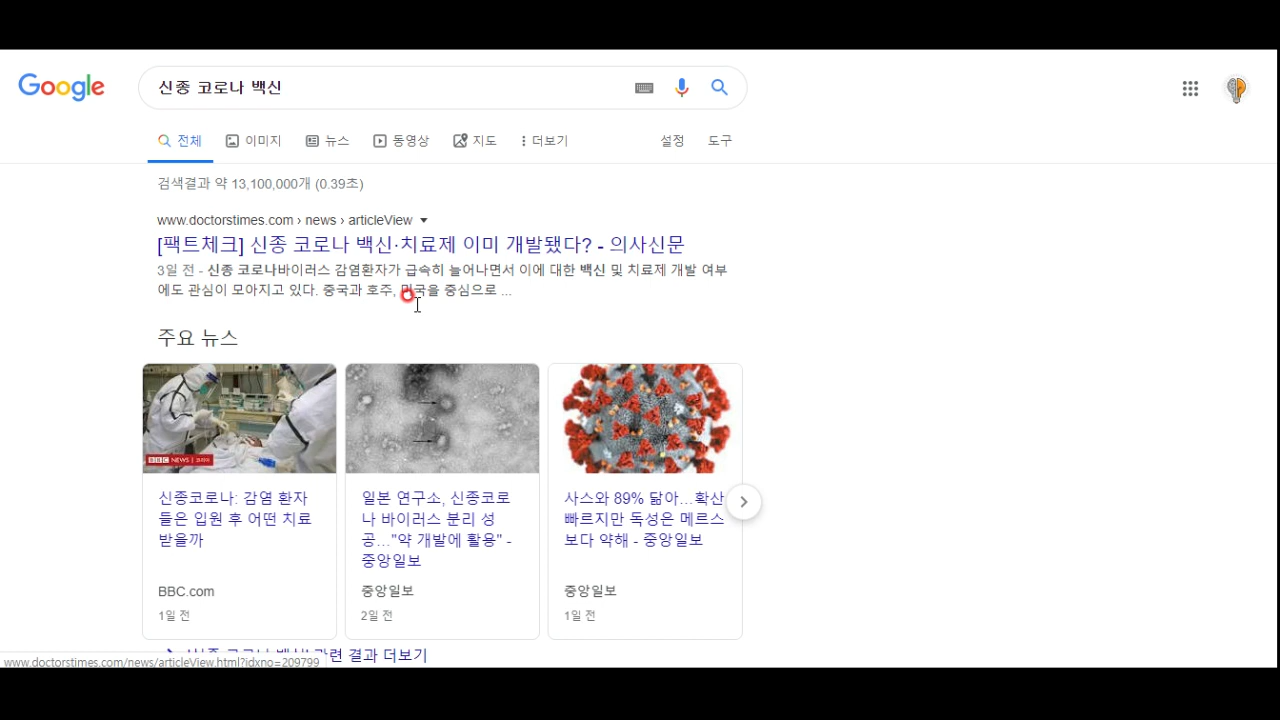 Google
신종 코로나 백신
전체 이미지 뉴스 동영상 지도 더보기 설정 도구
검색결과 약 13,100,000개 (0.39초)
www.doctorstimes.com › news › articleView
[팩트체크] 신종 코로나 백신·치료제 이미 개발됐다? - 의사신문
3일 전 - 신종 코로나바이러스 감염환자가 급속히 늘어나면서 이에 대한 백신 및 치료제 개발 여부
에도 관심이 모아지고 있다. 중국과 호주, 미국을 중심으로 ...
주요 뉴스
BBC NEWS | 코리아
신종코로나: 감염 환자
들은 입원 후 어떤 치료
받을까
BBC.com
1일 전
일본 연구소, 신종코로
나 바이러스 분리 성
공…"약 개발에 활용" -
중앙일보
중앙일보
2일 전
사스와 89% 닮아…확산
빠르지만 독성은 메르스
보다 약해 - 중앙일보
중앙일보
1일 전
관련 결과 더보기
www.doctorstimes.com/news/articleView.html?idxno=209799